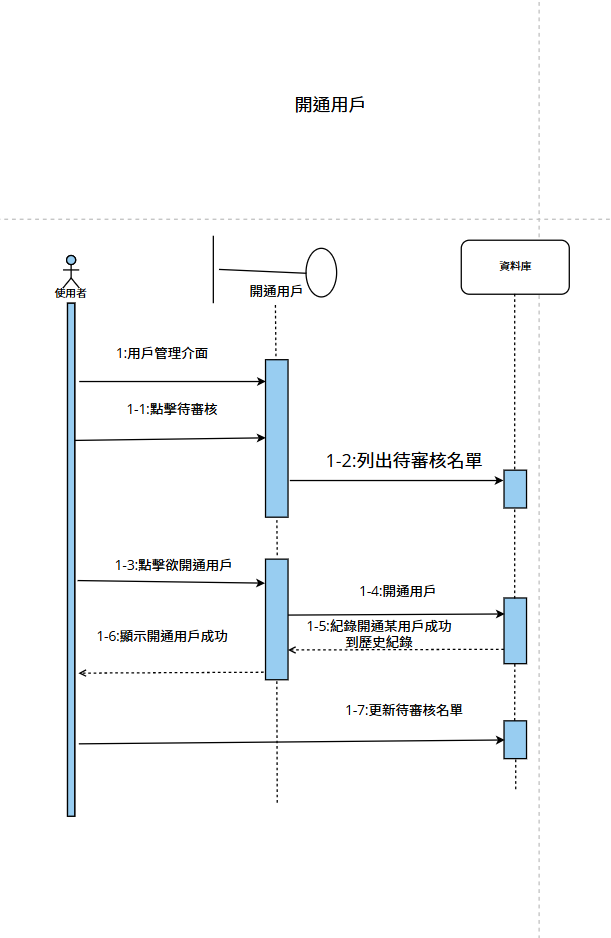 開通用戶
使用者
開通用戶
資料庫
1:用戶管理介面
1-1:點擊待審核
1-2:列出待審核名單
1-3:點擊欲開通用戶
1-4:開通用戶
1-5:紀錄開通某用戶成功
到歷史紀錄
1-6:顯示開通用戶成功
1-7:更新待審核名單